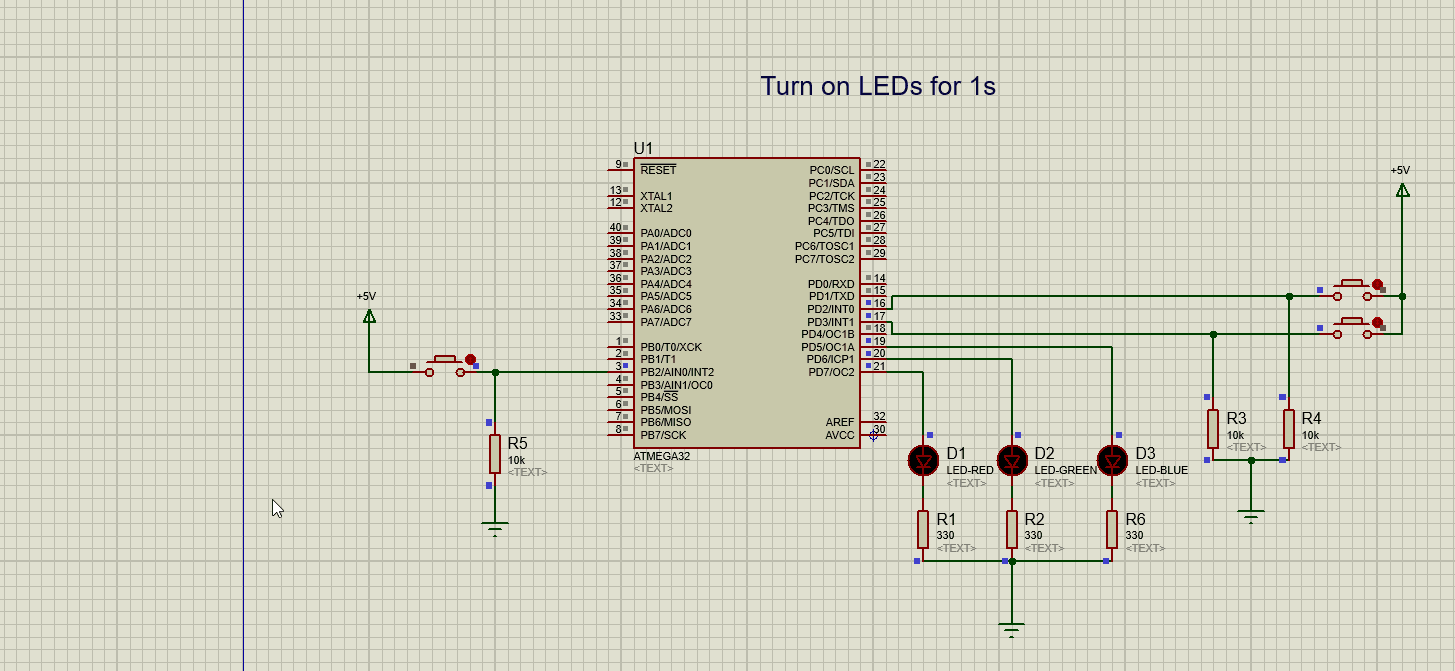 Turn on LEDs for 1s
U1
9 RESET
13 XTAL1
12 XTAL2
40 PA0/ADC0
39 PA1/ADC1
38 PA2/ADC2
37 PA3/ADC3
36 PA4/ADC4
35 PA5/ADC5
34 PA6/ADC6
33 PA7/ADC7
1 PB0/T0/XCK
2 PB1/T1
3 PB2/AIN0/INT2
4 PB3/AIN1/OC0
5 PB4/SS
6 PB5/MOSI
7 PB6/MISO
8 PB7/SCK
PC0/SCL 22
PC1/SDA 23
PC2/TCK 24
PC3/TMS 25
PC4/TDO 26
PC5/TDI 27
PC6/TOSC1 28
PC7/TOSC2 29
PD0/RXD 14
PD1/TXD 15
PD2/INT0 16
PD3/INT1 17
PD4/OC1B 18
PD5/OC1A 19
PD6/ICP1 20
PD7/OC2 21
AREF 32
AVCC 30
ATMEGA32
<TEXT>
+5V
R5
10k
<TEXT>
+5V
D1
LED-RED
<TEXT>
D2
LED-GREEN
<TEXT>
D3
LED-BLUE
<TEXT>
R1
330
<TEXT>
R2
330
<TEXT>
R6
330
<TEXT>
R3
10k
<TEXT>
R4
10k
<TEXT>